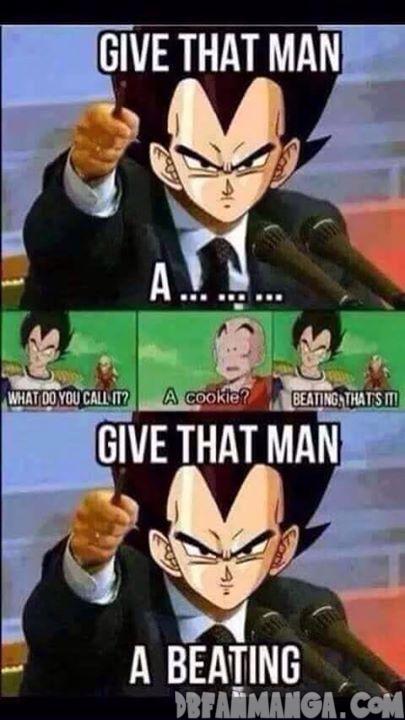 GIVE THAT MAN
A ... ... ...
WHAT DO YOU CALL IT?
A cookie?
BEATING, THAT'S IT!
GIVE THAT MAN
A BEATING
DBFANMANGA.COM